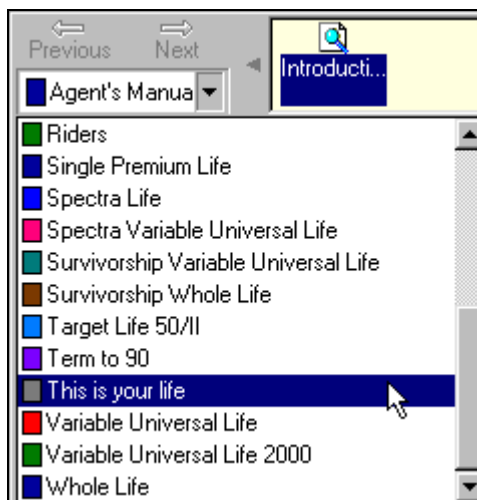 Previous Next
Introducti...
Agent's Manua
Riders
Single Premium Life
Spectra Life
Spectra Variable Universal Life
Survivorship Variable Universal Life
Survivorship Whole Life
Target Life 50/II
Term to 90
This is your life
Variable Universal Life
Variable Universal Life 2000
Whole Life